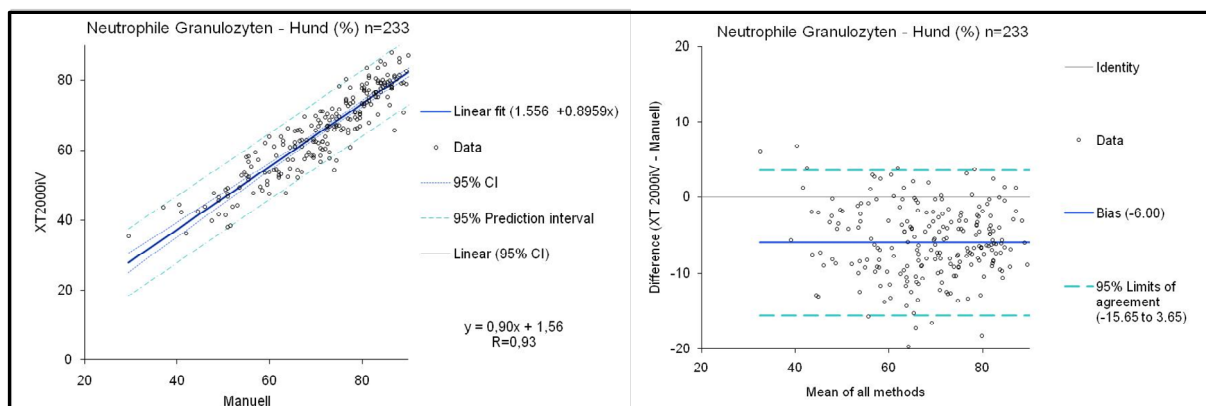 Neutrophile Granulozyten - Hund (%) n=233
80
60
40
20
0
XT2000iV
20
40
60
80
Manuell
Linear fit (1.556 +0.8959x)
Data
95% CI
95% Prediction interval
Linear (95% CI)
y = 0,90x + 1,56
R=0,93
Neutrophile Granulozyten - Hund (%) n=233
20
10
0
-10
-20
Difference (XT 2000iV - Manuell)
20
40
60
80
Mean of all methods
Identity
Data
Bias (-6.00)
95% Limits of
agreement
(-15.65 to 3.65)